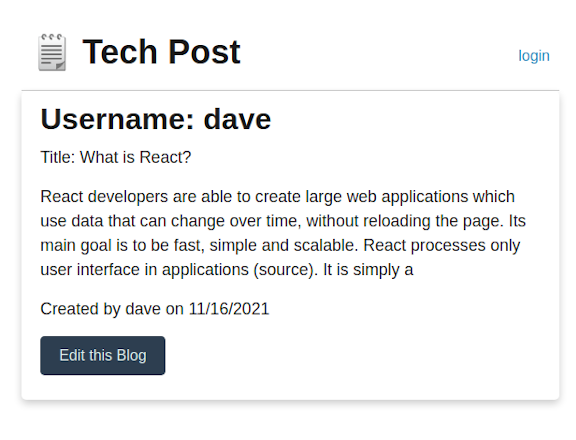 Tech Post
login
Username: dave
Title: What is React?
React developers are able to create large web applications which
use data that can change over time, without reloading the page. Its
main goal is to be fast, simple and scalable. React processes only
user interface in applications (source). It is simply a
Created by dave on 11/16/2021
Edit this Blog